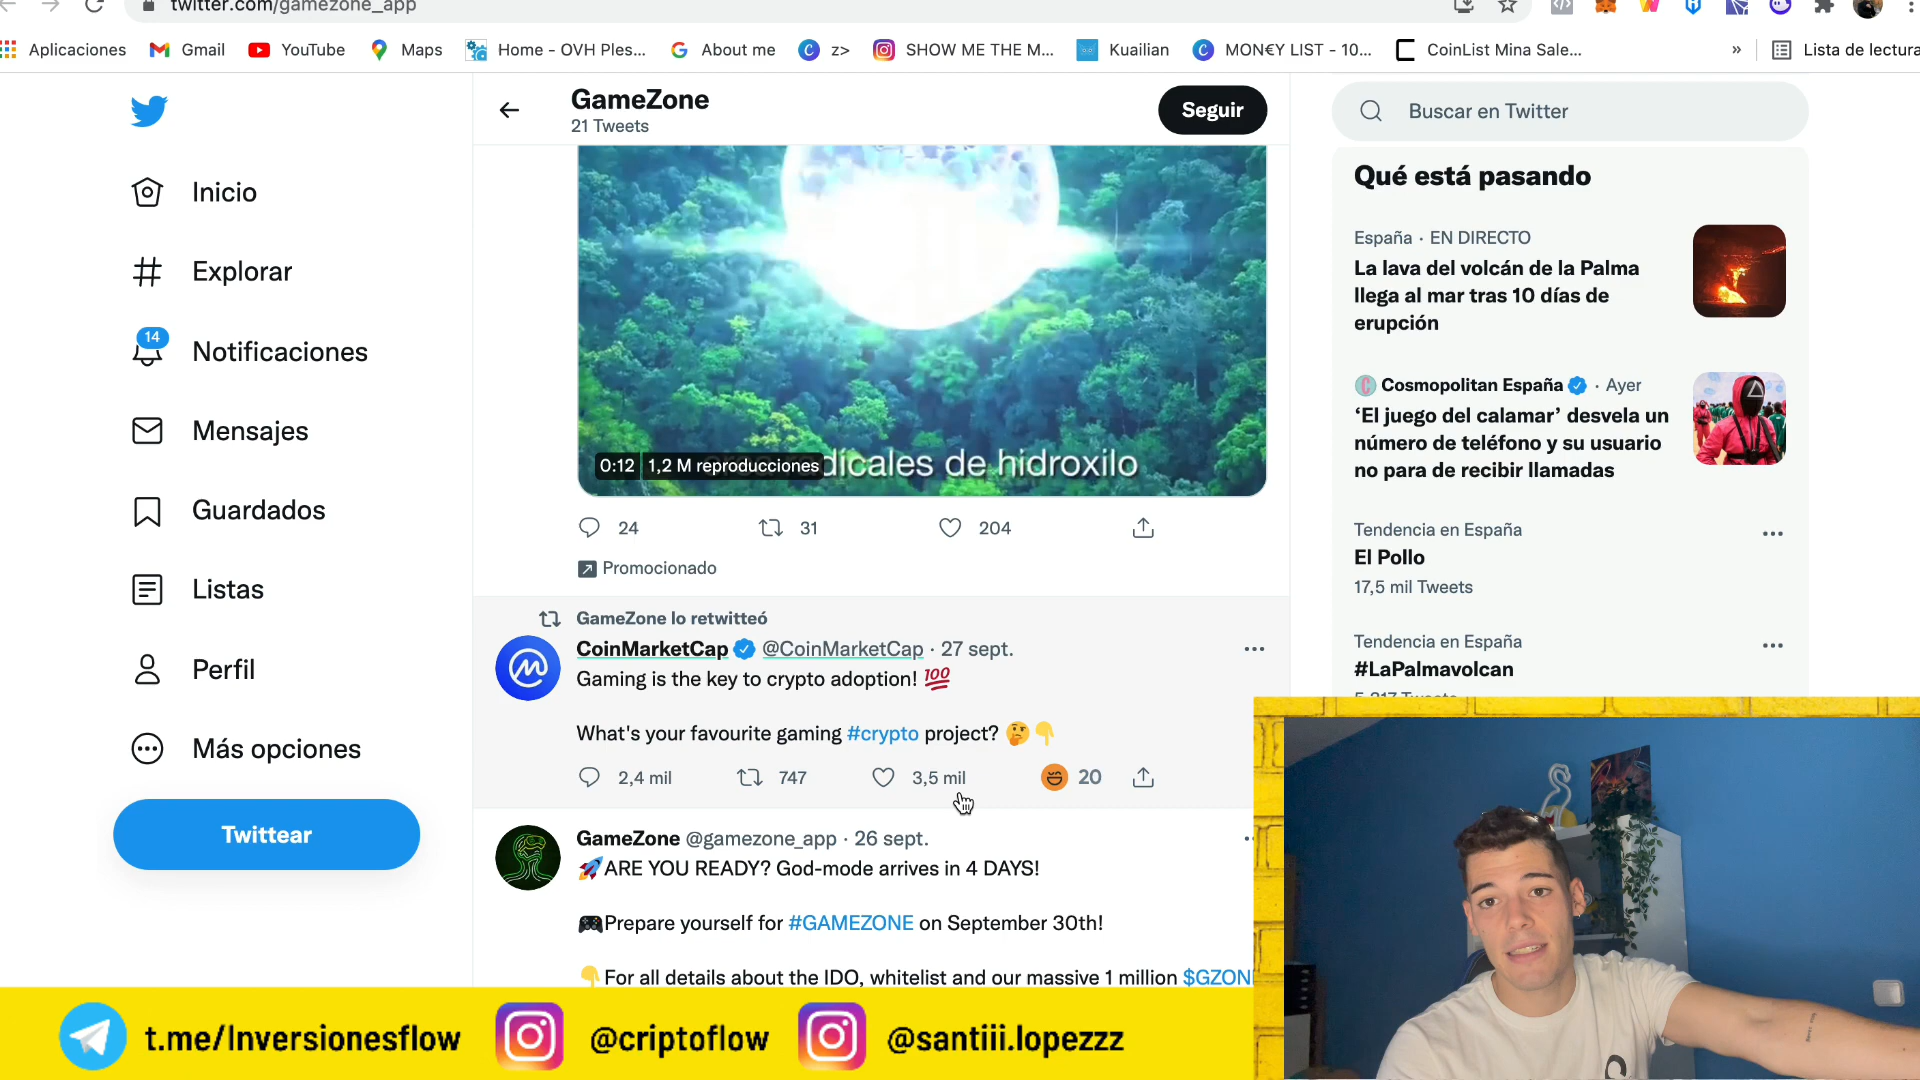 twitter.com/gamezone_app
Aplicaciones Gmail YouTube Maps Home - OVH Ples... About me z> SHOW ME THE M... Kuailian MON€Y LIST - 10... CoinList Mina Sale... » Lista de lectura
GameZone
21 Tweets
Seguir
Buscar en Twitter
Inicio
Explorar
14
Notificaciones
Mensajes
Guardados
Listas
Perfil
Más opciones
Twittear
dicales de hidroxilo
0:12 1,2 M reproducciones
24 31 204
Promocionado
GameZone lo retwitteó
CoinMarketCap @CoinMarketCap · 27 sept.
Gaming is the key to crypto adoption! 💯
What's your favourite gaming #crypto project? 🤔👇
2,4 mil 747 3,5 mil 20
GameZone @gamezone_app · 26 sept.
🚀ARE YOU READY? God-mode arrives in 4 DAYS!
🎮Prepare yourself for #GAMEZONE on September 30th!
👇For all details about the IDO, whitelist and our massive 1 million $GZON
Qué está pasando
España · EN DIRECTO
La lava del volcán de la Palma
llega al mar tras 10 días de
erupción
Cosmopolitan España · Ayer
‘El juego del calamar’ desvela un
número de teléfono y su usuario
no para de recibir llamadas
Tendencia en España
El Pollo
17,5 mil Tweets
Tendencia en España
#LaPalmavolcan
t.me/Inversionesflow @criptoflow @santiii.lopezzz